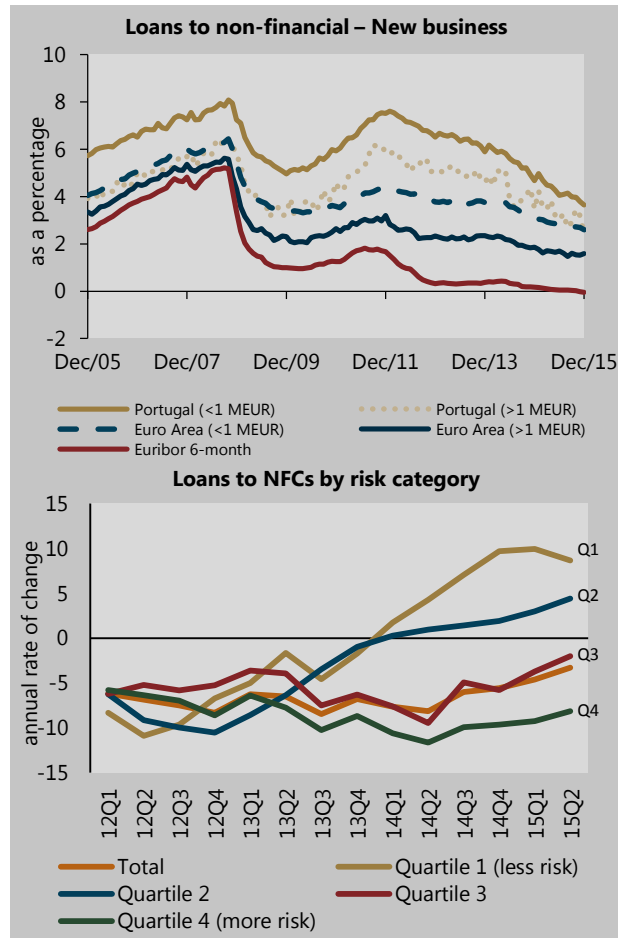 Loans to non-financial – New business
as a percentage
10
8
6
4
2
0
-2
Dec/05 Dec/07 Dec/09 Dec/11 Dec/13 Dec/15
Portugal (<1 MEUR) Portugal (>1 MEUR)
Euro Area (<1 MEUR) Euro Area (>1 MEUR)
Euribor 6-month
Loans to NFCs by risk category
annual rate of change
15
10
5
0
-5
-10
-15
Q1
Q2
Q3
Q4
12Q1 12Q2 12Q3 12Q4 13Q1 13Q2 13Q3 13Q4 14Q1 14Q2 14Q3 14Q4 15Q1 15Q2
Total Quartile 1 (less risk)
Quartile 2 Quartile 3
Quartile 4 (more risk)